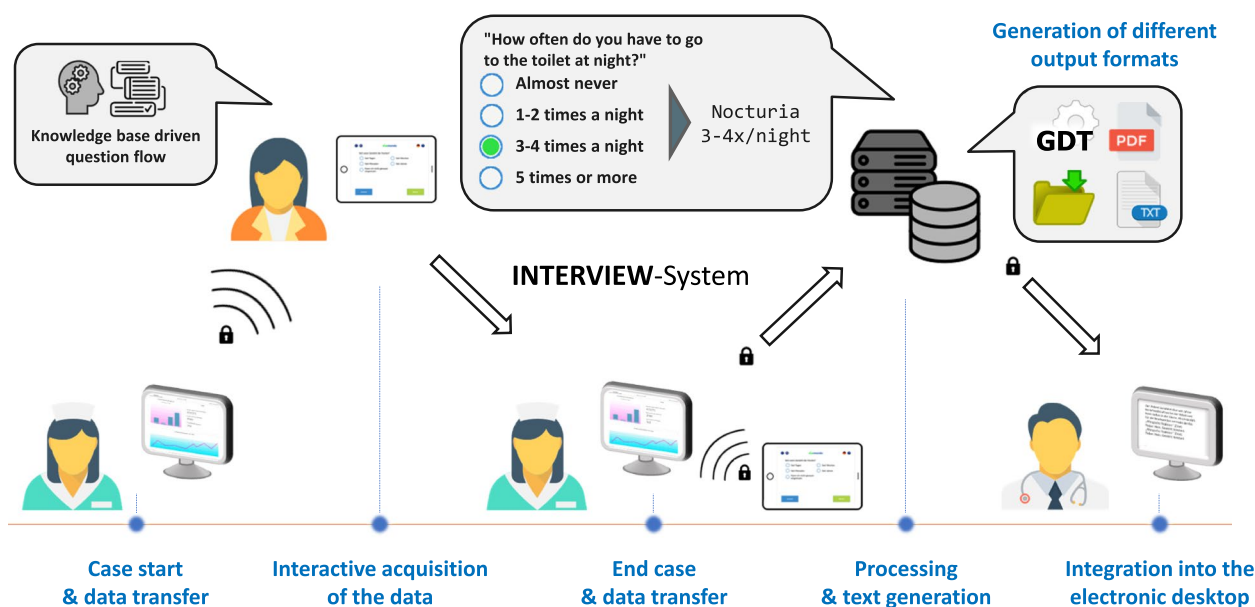 "How often do you have to go
to the toilet at night?"
Almost never
1-2 times a night
3-4 times a night
5 times or more
Nocturia
3-4x/night
Generation of different
output formats
GDT
PDF
TXT
Knowledge base driven
question flow
INTERVIEW-System
Case start
& data transfer
Interactive acquisition
of the data
End case
& data transfer
Processing
& text generation
Integration into the
electronic desktop